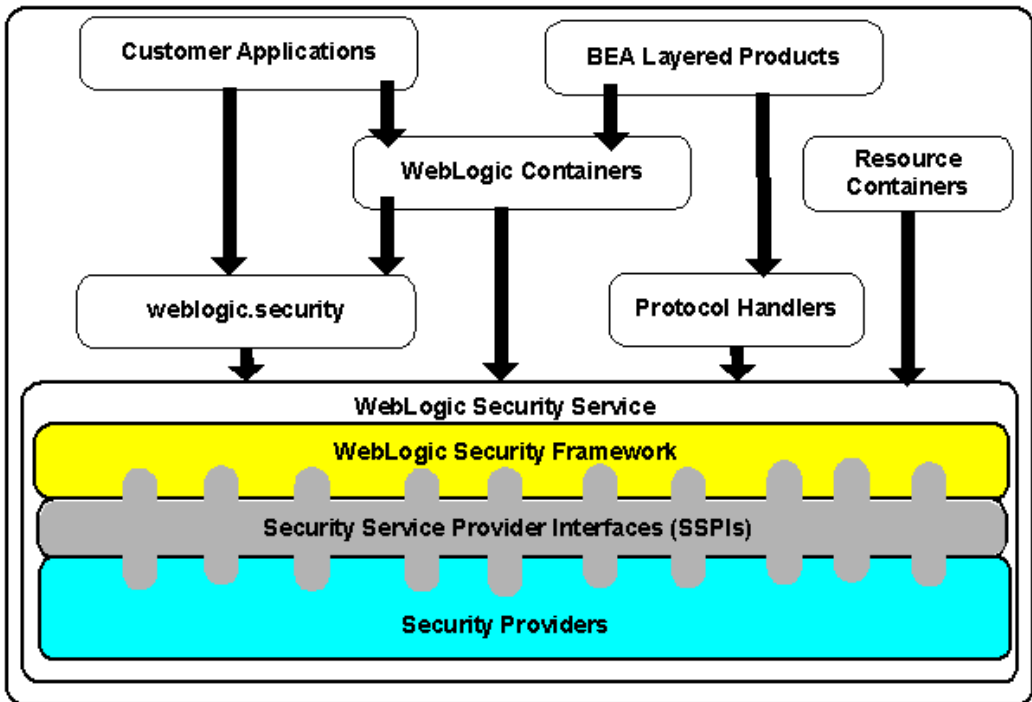 Customer Applications
BEA Layered Products
WebLogic Containers
Resource
Containers
weblogic.security
Protocol Handlers
WebLogic Security Service
WebLogic Security Framework
Security Service Provider Interfaces (SSPIs)
Security Providers